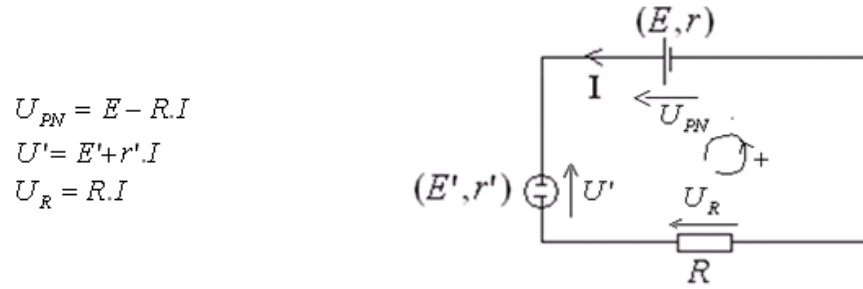 U_PN = E − R.I
U' = E' + r'.I
U_R = R.I
(E, r)
I
U_PN
+
(E', r')
U'
U_R
R